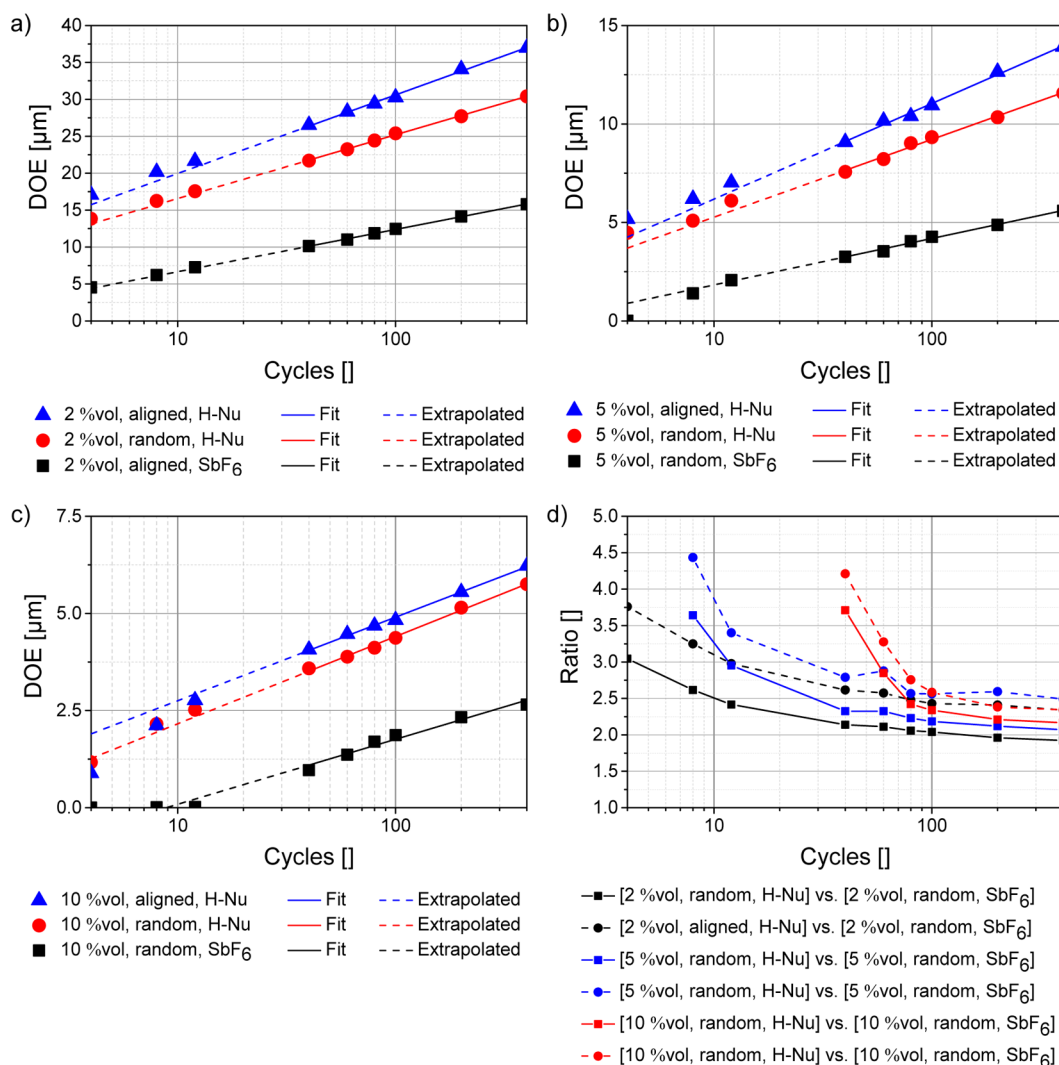 a)
DOE [µm]
40
35
30
25
20
15
10
5
0
10
100
Cycles []
2 %vol, aligned, H-Nu Fit Extrapolated
2 %vol, random, H-Nu Fit Extrapolated
2 %vol, aligned, SbF6 Fit Extrapolated
b)
DOE [µm]
15
10
5
0
10
100
Cycles []
5 %vol, aligned, H-Nu Fit Extrapolated
5 %vol, random, H-Nu Fit Extrapolated
5 %vol, random, SbF6 Fit Extrapolated
c)
DOE [µm]
7.5
5.0
2.5
0.0
10
100
Cycles []
10 %vol, aligned, H-Nu Fit Extrapolated
10 %vol, random, H-Nu Fit Extrapolated
10 %vol, random, SbF6 Fit Extrapolated
d)
Ratio []
5.0
4.5
4.0
3.5
3.0
2.5
2.0
1.5
1.0
10
100
Cycles []
[2 %vol, random, H-Nu] vs. [2 %vol, random, SbF6]
[2 %vol, aligned, H-Nu] vs. [2 %vol, random, SbF6]
[5 %vol, random, H-Nu] vs. [5 %vol, random, SbF6]
[5 %vol, random, H-Nu] vs. [5 %vol, random, SbF6]
[10 %vol, random, H-Nu] vs. [10 %vol, random, SbF6]
[10 %vol, random, H-Nu] vs. [10 %vol, random, SbF6]